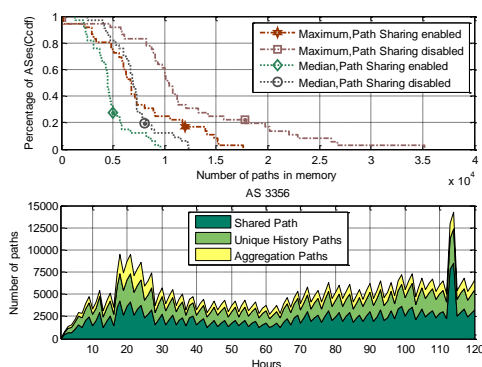 Percentage of ASes(Ccdf)
1
0.8
0.6
0.4
0.2
0
Maximum,Path Sharing enabled
Maximum,Path Sharing disabled
Median,Path Sharing enabled
Median,Path Sharing disabled
0 0.5 1 1.5 2 2.5 3 3.5 4
Number of paths in memory
x 10^4
AS 3356
Number of paths
15000
12500
10000
7500
5000
2500
0
Shared Path
Unique History Paths
Aggregation Paths
10 20 30 40 50 60 70 80 90 100 110 120
Hours